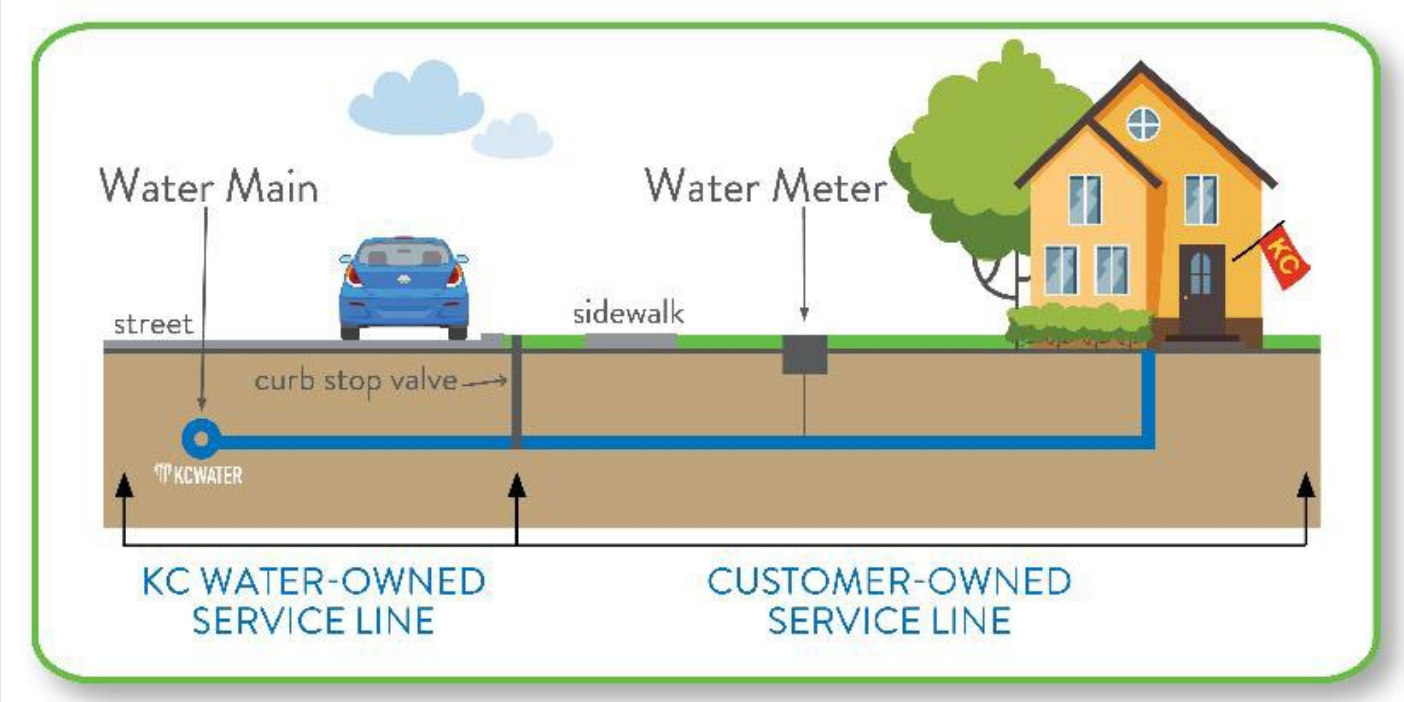 Water Main
Water Meter
KC
street
sidewalk
curb stop valve
KCWATER
KC WATER-OWNED
SERVICE LINE
CUSTOMER-OWNED
SERVICE LINE